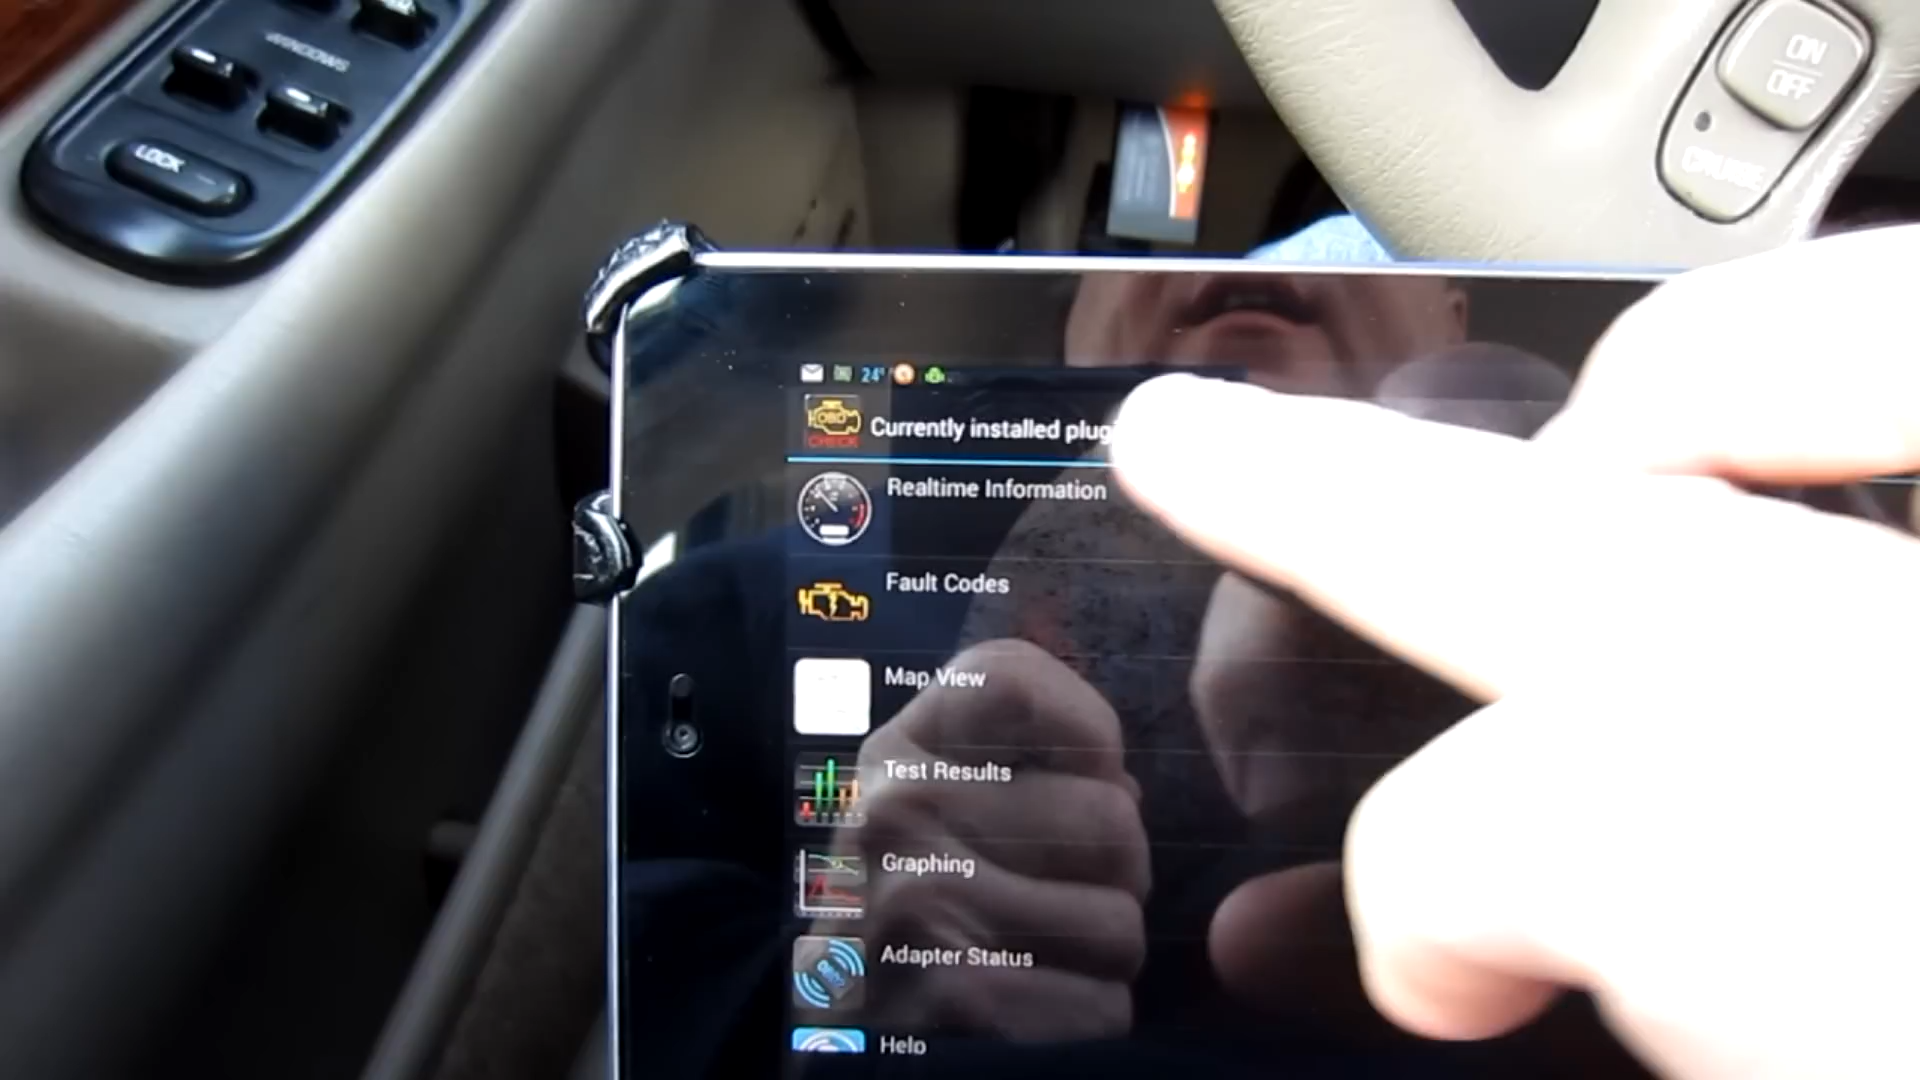 WINDOWS
LOCK
ON
OFF
CRUISE
24°
OBD
CHECK
Currently installed plug
Realtime Information
Fault Codes
Map View
Test Results
Graphing
Adapter Status
Help